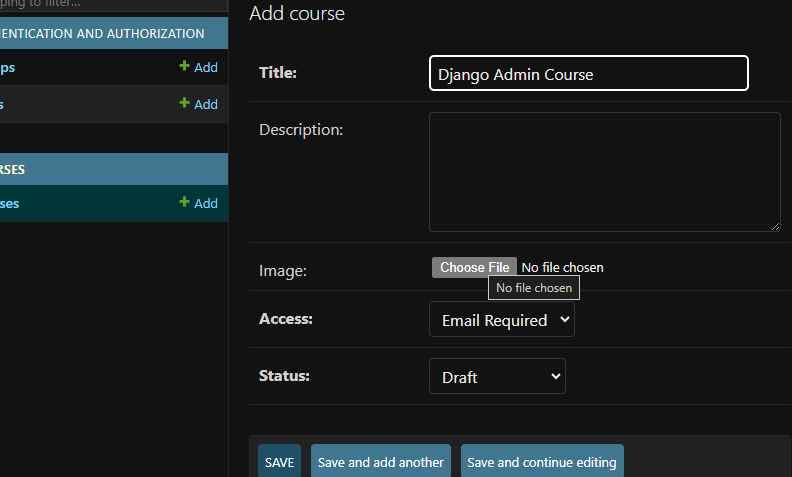 ping to filter...
ENTICATION AND AUTHORIZATION
ps
Add
s
Add
RSES
ses
Add
Add course
Title:
Django Admin Course
Description:
Image:
Choose File No file chosen
No file chosen
Access:
Email Required
Status:
Draft
SAVE
Save and add another
Save and continue editing